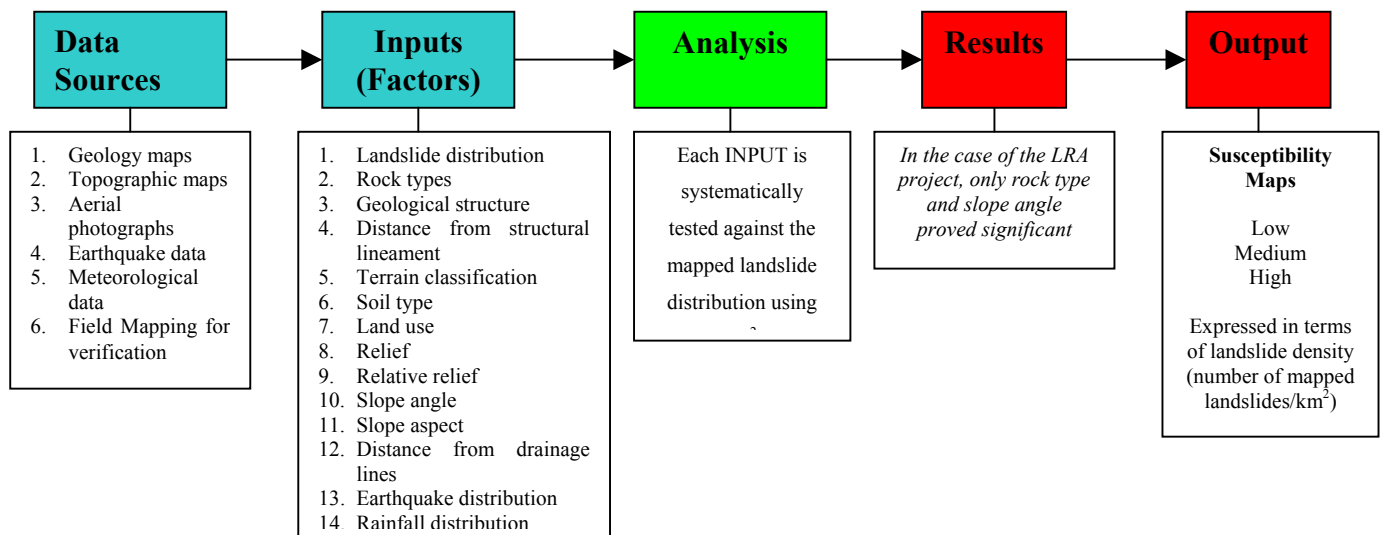 Data
Sources
Inputs
(Factors)
Analysis
Results
Output
1. Geology maps
2. Topographic maps
3. Aerial
photographs
4. Earthquake data
5. Meteorological
data
6. Field Mapping for
verification
1. Landslide distribution
2. Rock types
3. Geological structure
4. Distance from structural
lineament
5. Terrain classification
6. Soil type
7. Land use
8. Relief
9. Relative relief
10. Slope angle
11. Slope aspect
12. Distance from drainage
lines
13. Earthquake distribution
14. Rainfall distribution
Each INPUT is
systematically
tested against the
mapped landslide
distribution using
In the case of the LRA
project, only rock type
and slope angle
proved significant
Susceptibility
Maps
Low
Medium
High
Expressed in terms
of landslide density
(number of mapped
landslides/km²)